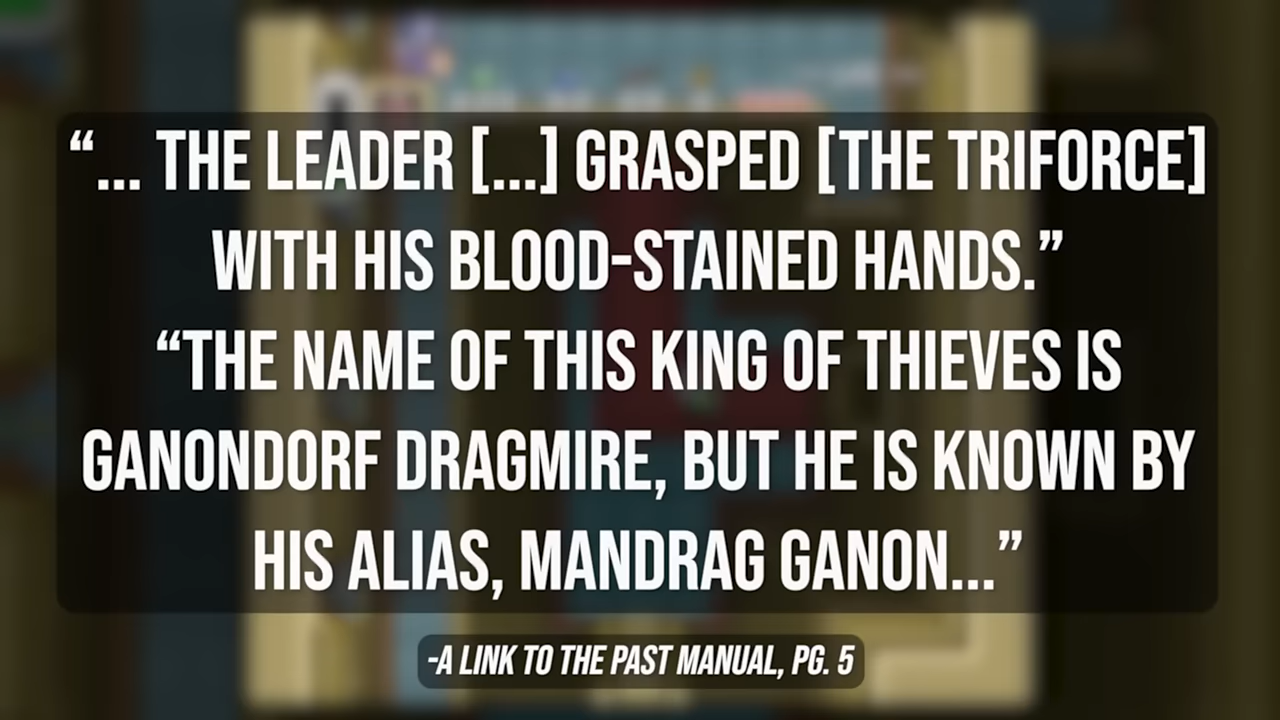 “... THE LEADER [...] GRASPED [THE TRIFORCE]
WITH HIS BLOOD-STAINED HANDS.”
“THE NAME OF THIS KING OF THIEVES IS
GANONDORF DRAGMIRE, BUT HE IS KNOWN BY
HIS ALIAS, MANDRAG GANON...”
-A LINK TO THE PAST MANUAL, PG. 5